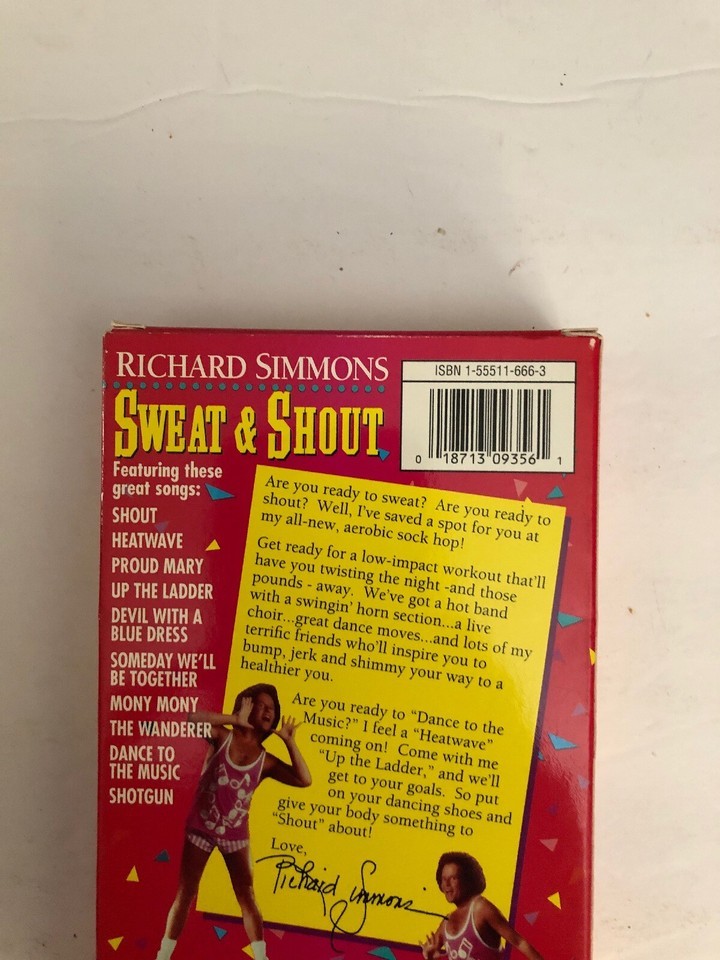 RICHARD SIMMONS
SWEAT & SHOUT
ISBN 1-55511-666-3
0 18713 09356 1
Featuring these
great songs:
SHOUT
HEATWAVE
PROUD MARY
UP THE LADDER
DEVIL WITH A
BLUE DRESS
SOMEDAY WE'LL
BE TOGETHER
MONY MONY
THE WANDERER
DANCE TO
THE MUSIC
SHOTGUN
Are you ready to sweat? Are you ready to
shout? Well, I've saved a spot for you at
my all-new, aerobic sock hop!
Get ready for a low-impact workout that'll
have you twisting the night -and those
pounds - away. We've got a hot band
with a swingin' horn section...a live
choir...great dance moves...and lots of my
terrific friends who'll inspire you to
bump, jerk and shimmy your way to a
healthier you.
Are you ready to "Dance to the
Music?" I feel a "Heatwave"
coming on! Come with me
"Up the Ladder," and we'll
get to your goals. So put
on your dancing shoes and
give your body something to
"Shout" about!
Love,
Richard Simmons